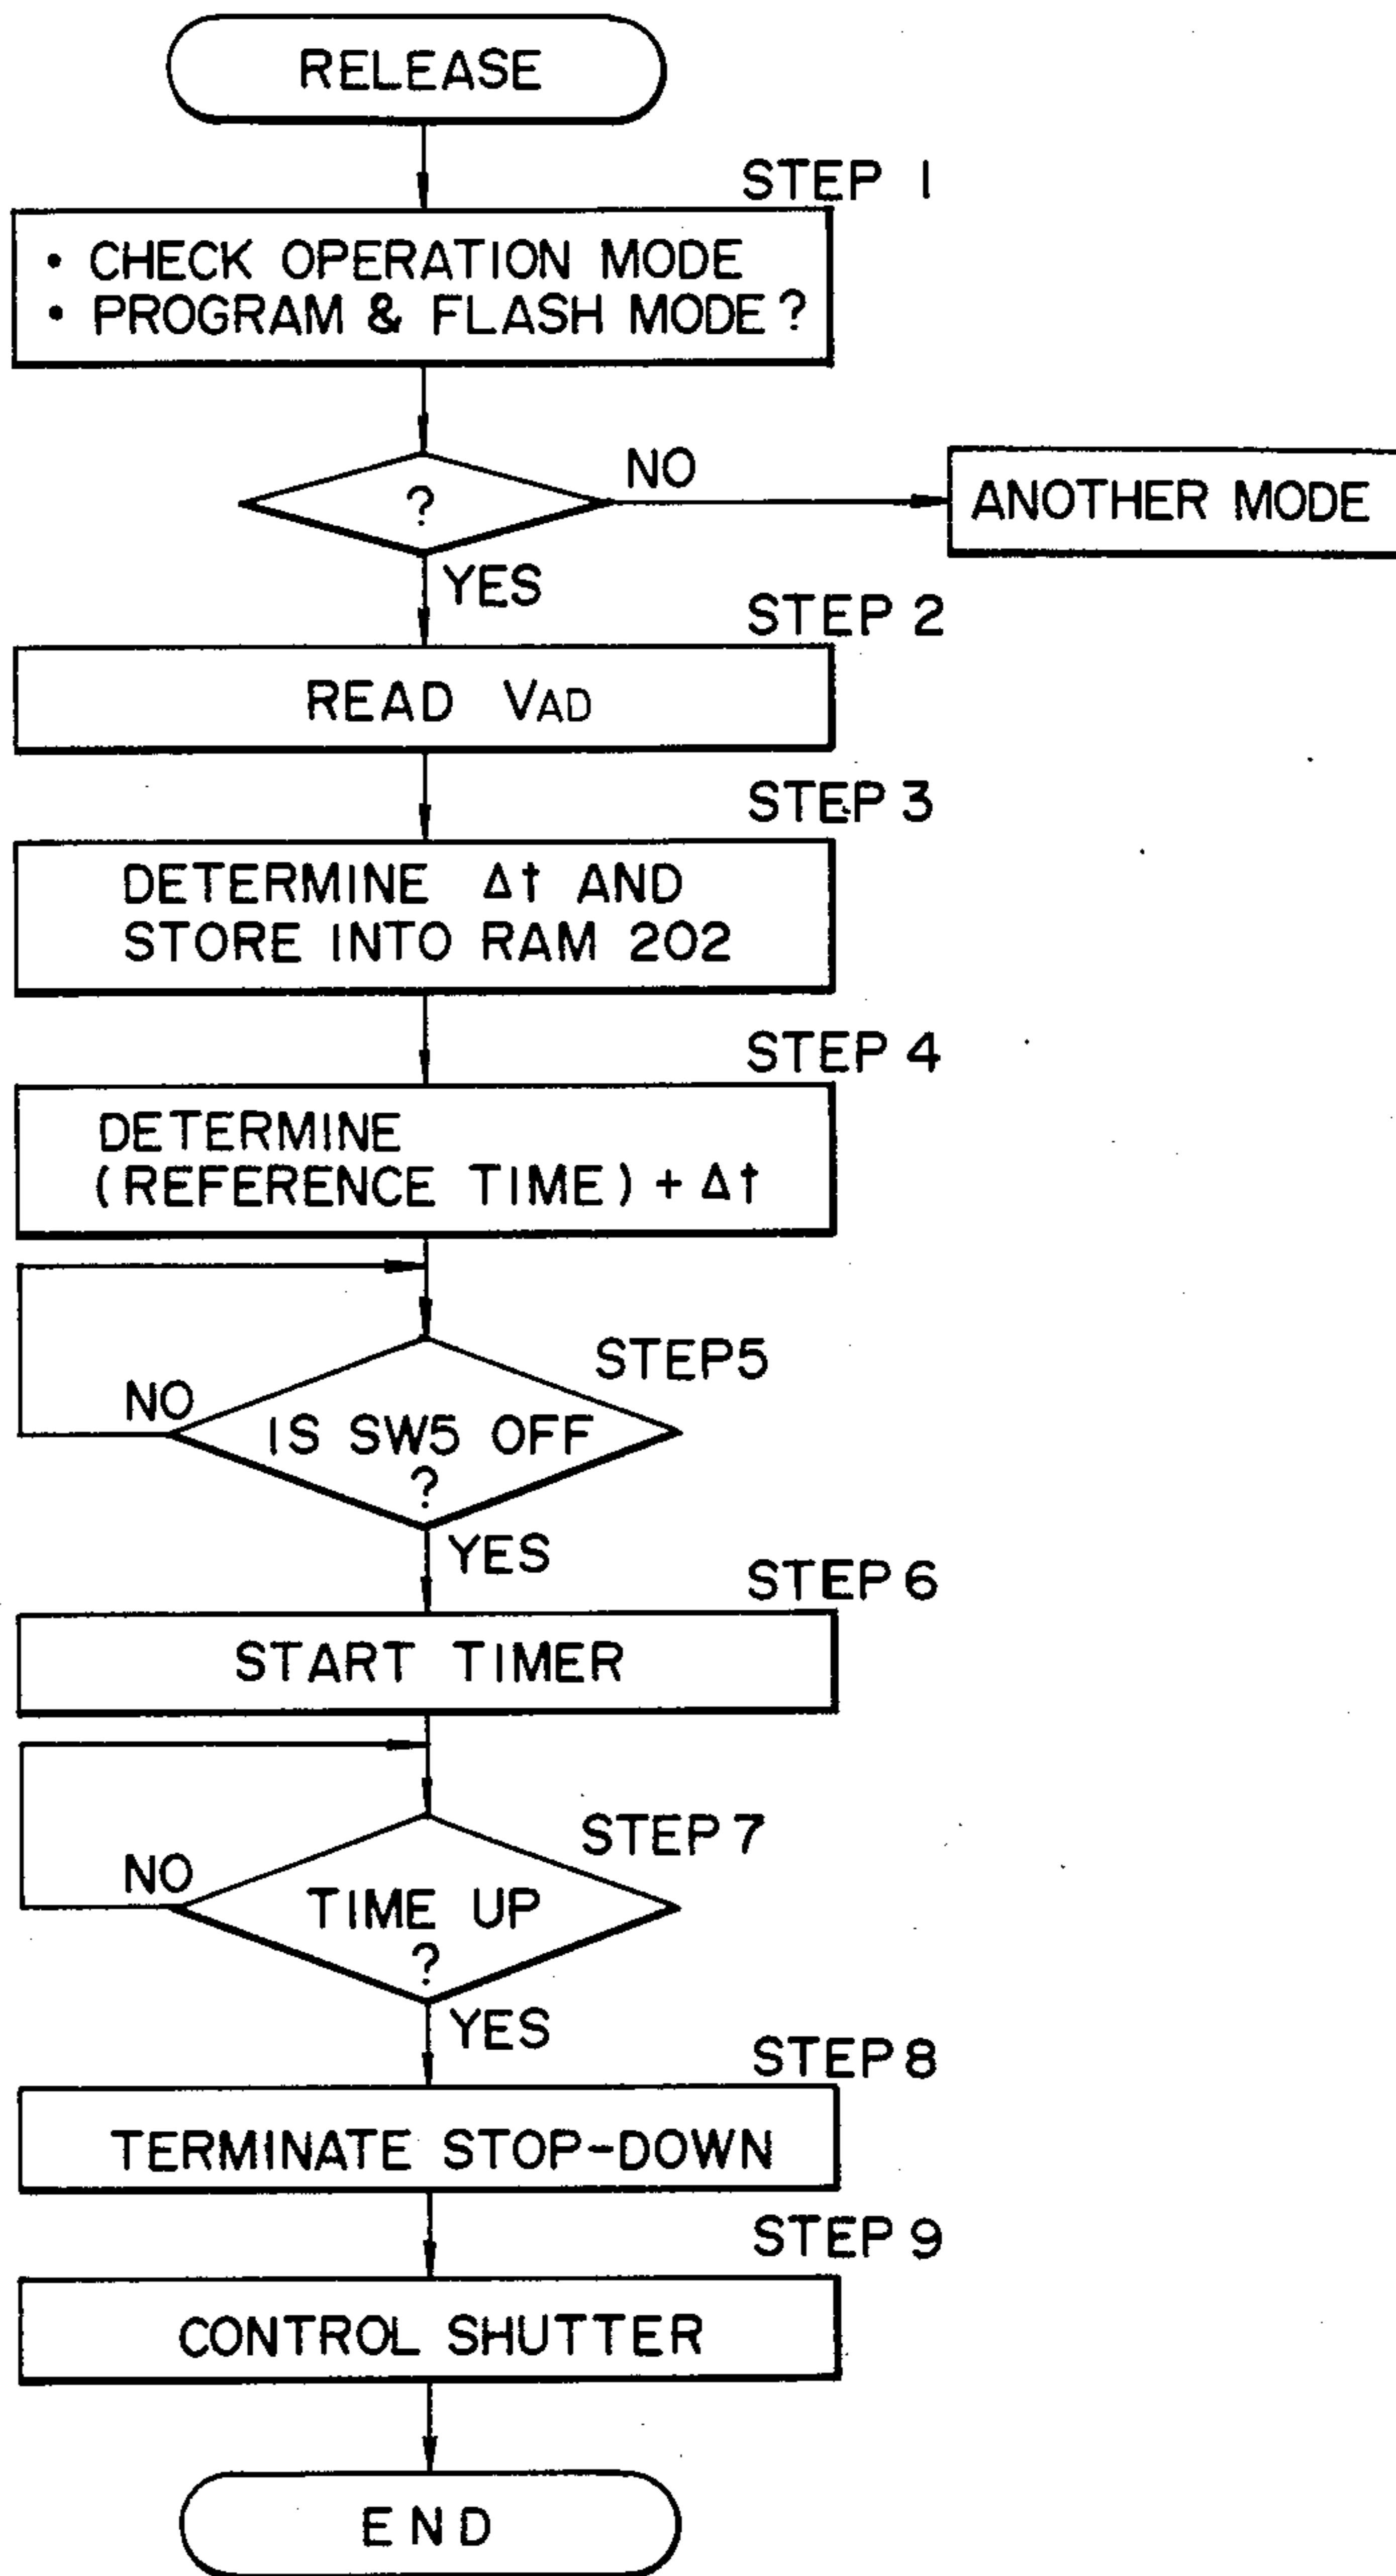 RELEASE
STEP 1
• CHECK OPERATION MODE
• PROGRAM & FLASH MODE?
?
NO
ANOTHER MODE
YES
STEP 2
READ VAD
STEP 3
DETERMINE Δt AND
STORE INTO RAM 202
STEP 4
DETERMINE
(REFERENCE TIME) + Δt
STEP5
NO
IS SW5 OFF
?
YES
STEP 6
START TIMER
STEP 7
NO
TIME UP
?
YES
STEP 8
TERMINATE STOP-DOWN
STEP 9
CONTROL SHUTTER
END